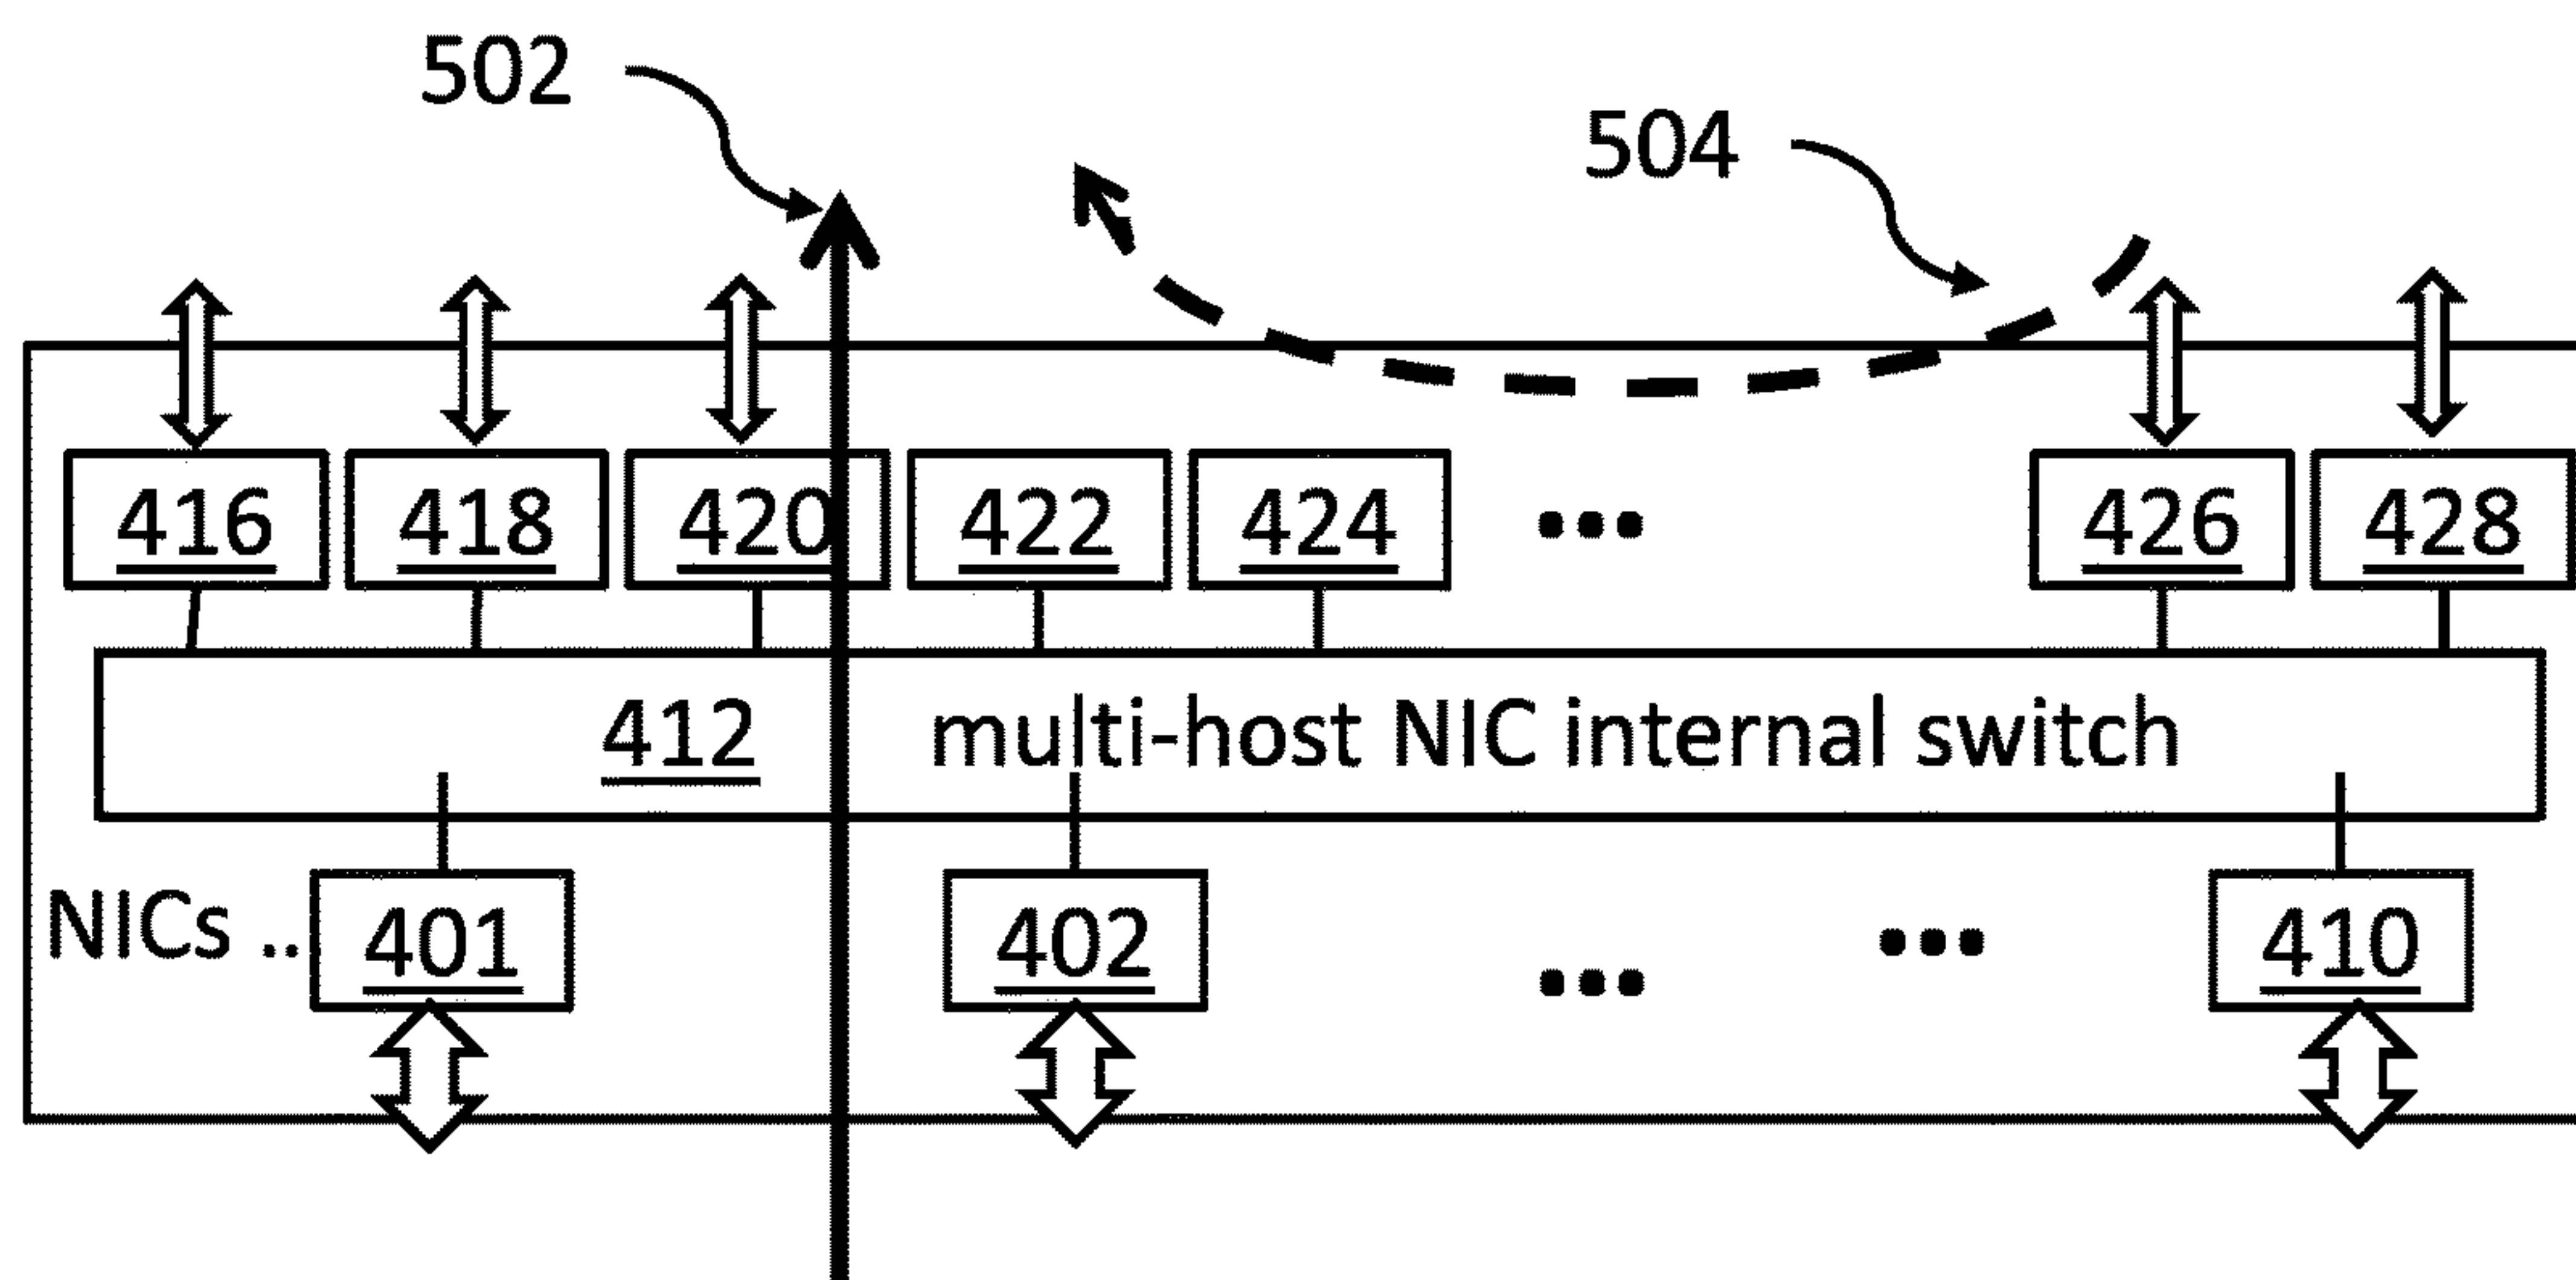 502
504
416 418 420 422 424 ... 426 428
412 multi-host NIC internal switch
NICs .. 401 402 ... ... 410